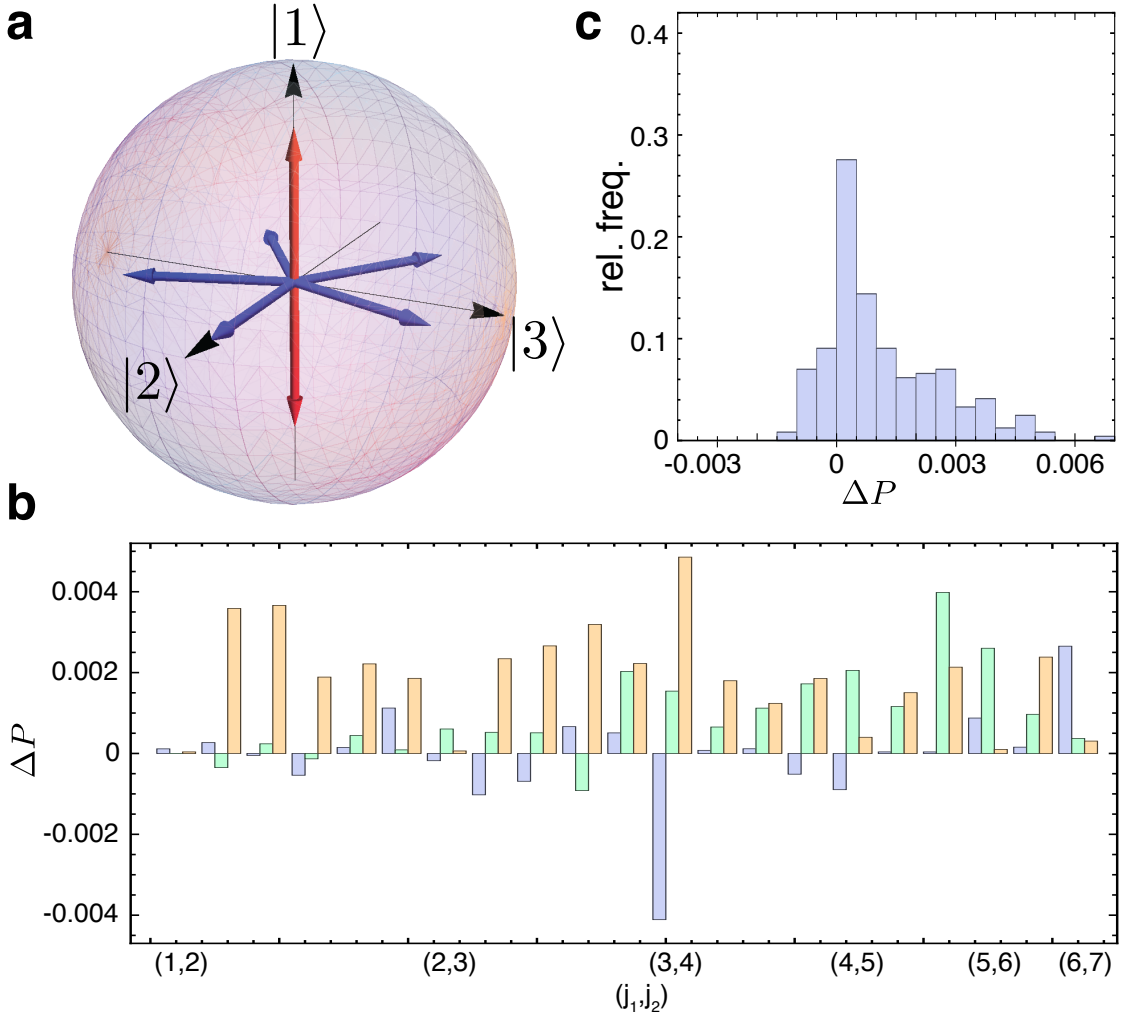 a
|1⟩
|2⟩
|3⟩
c
0.4
0.3
0.2
0.1
0
rel. freq.
-0.003 0 0.003 0.006
ΔP
b
0.004
0.002
0
-0.002
-0.004
ΔP
(1,2) (2,3) (3,4) (4,5) (5,6) (6,7)
(j₁,j₂)